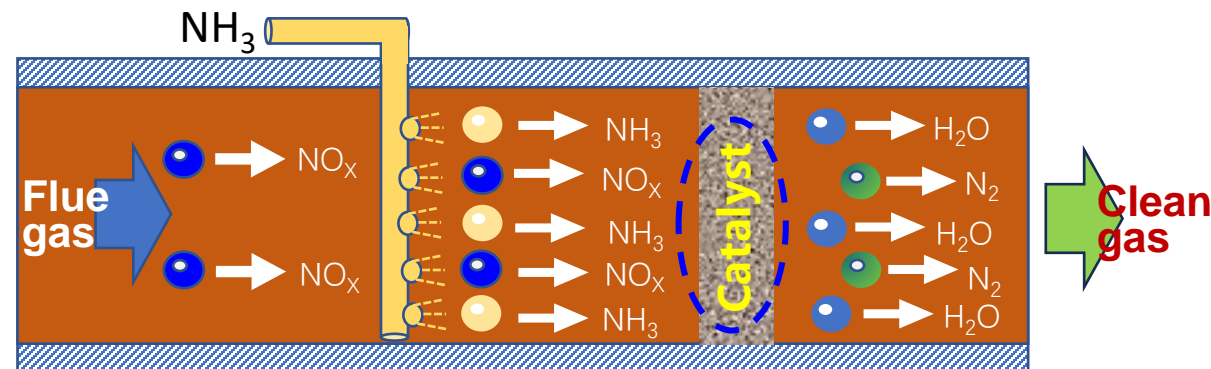 NH₃
Flue
gas
NOₓ
NOₓ
NH₃
NOₓ
NH₃
NOₓ
NH₃
Catalyst
H₂O
N₂
H₂O
N₂
H₂O
Clean
gas